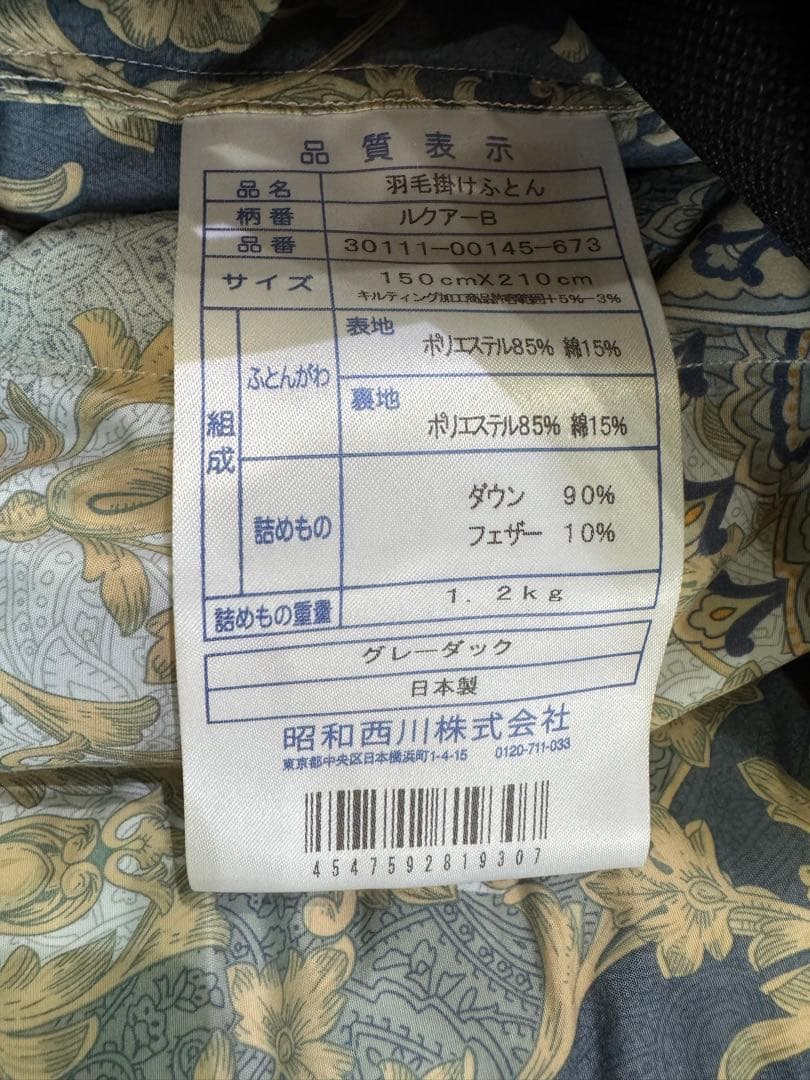 品質表示
品名 羽毛掛けふとん
柄番 ルクアーB
品番 30111-00145-673
サイズ 150cmX210cm
キルティング加工商品許容範囲+5%-3%
組成
ふとんがわ
表地
ポリエステル85% 綿15%
裏地
ポリエステル85% 綿15%
詰めもの
ダウン 90%
フェザー 10%
詰めもの重量 1.2kg
グレーダック
日本製
昭和西川株式会社
東京都中央区日本橋浜町1-4-15 0120-711-033
4547592819307